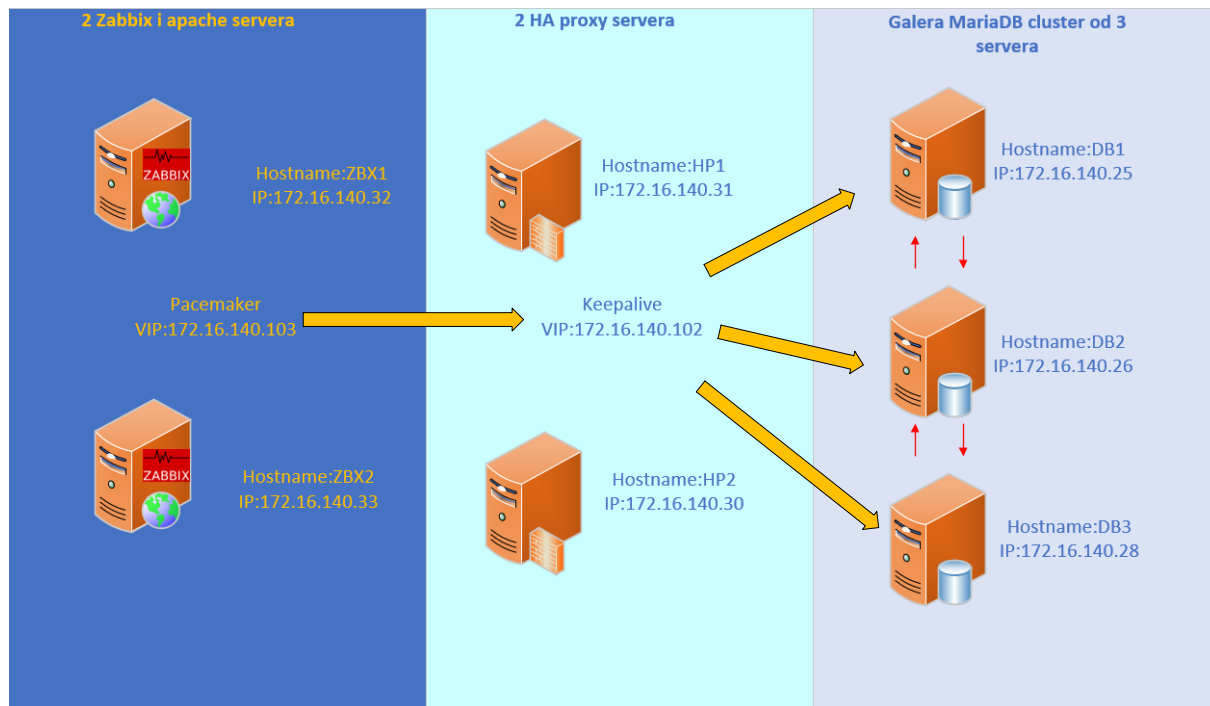 2 Zabbix i apache servera
ZABBIX
Hostname:ZBX1
IP:172.16.140.32
Pacemaker
VIP:172.16.140.103
ZABBIX
Hostname:ZBX2
IP:172.16.140.33
2 HA proxy servera
Hostname:HP1
IP:172.16.140.31
Keepalive
VIP:172.16.140.102
Hostname:HP2
IP:172.16.140.30
Galera MariaDB cluster od 3
servera
Hostname:DB1
IP:172.16.140.25
Hostname:DB2
IP:172.16.140.26
Hostname:DB3
IP:172.16.140.28